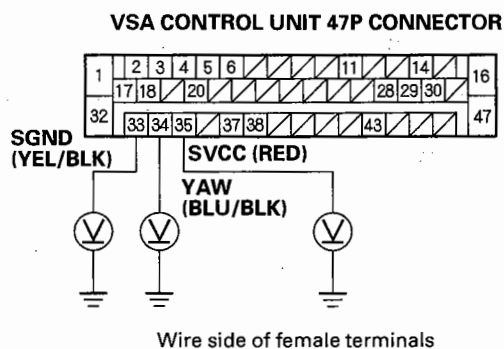 VSA CONTROL UNIT 47P CONNECTOR
1 2 3 4 5 6 11 14 16
17 18 20 28 29 30
32 33 34 35 37 38 43 47
SGND
(YEL/BLK)
SVCC (RED)
YAW
(BLU/BLK)
V V V
Wire side of female terminals